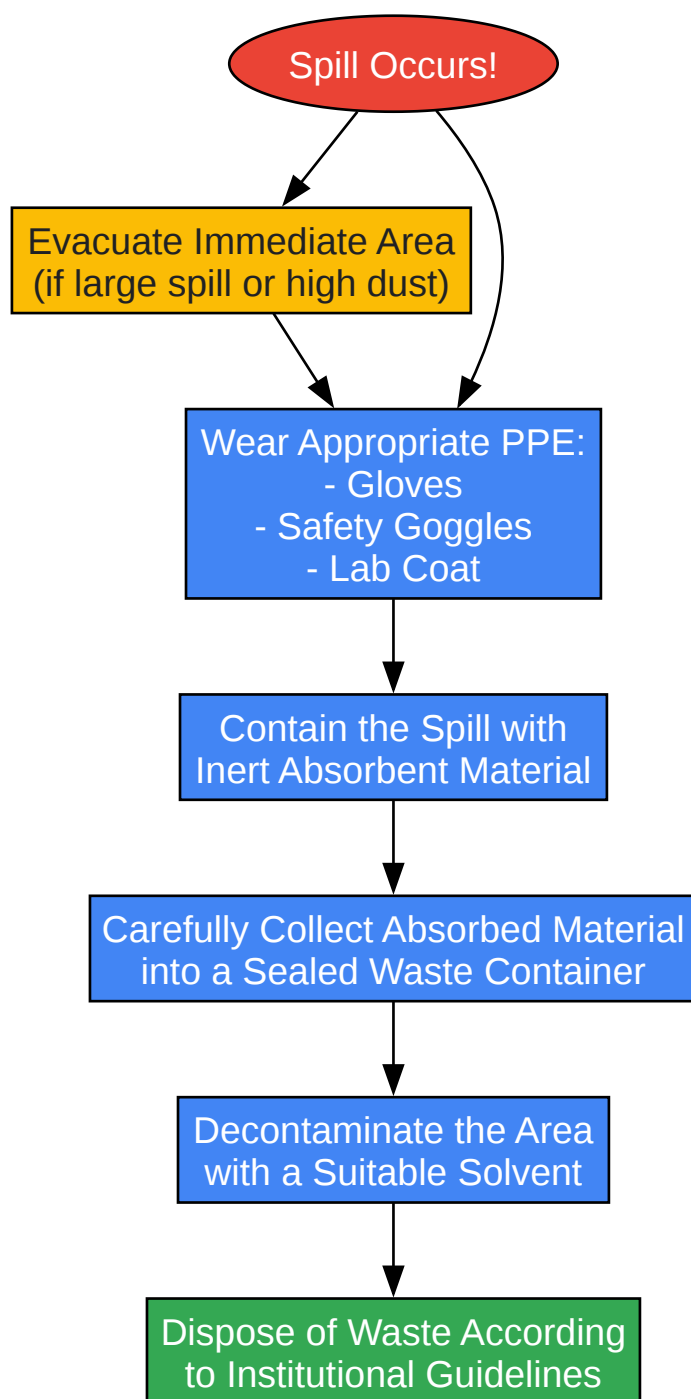 Spill Occurs!
Evacuate Immediate Area
(if large spill or high dust)
Wear Appropriate PPE:
- Gloves
- Safety Goggles
- Lab Coat
Contain the Spill with
Inert Absorbent Material
Carefully Collect Absorbed Material
into a Sealed Waste Container
Decontaminate the Area
with a Suitable Solvent
Dispose of Waste According
to Institutional Guidelines